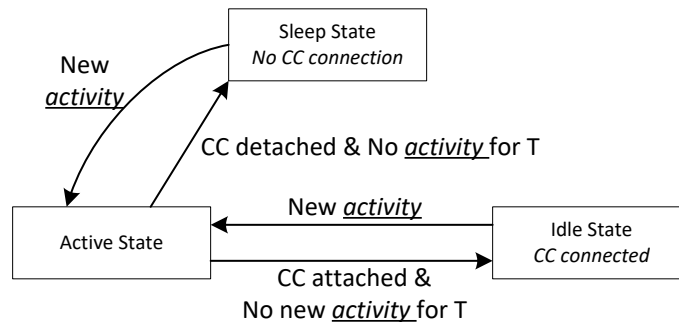 Sleep State
No CC connection
New
activity
CC detached & No activity for T
New activity
Active State
Idle State
CC connected
CC attached &
No new activity for T